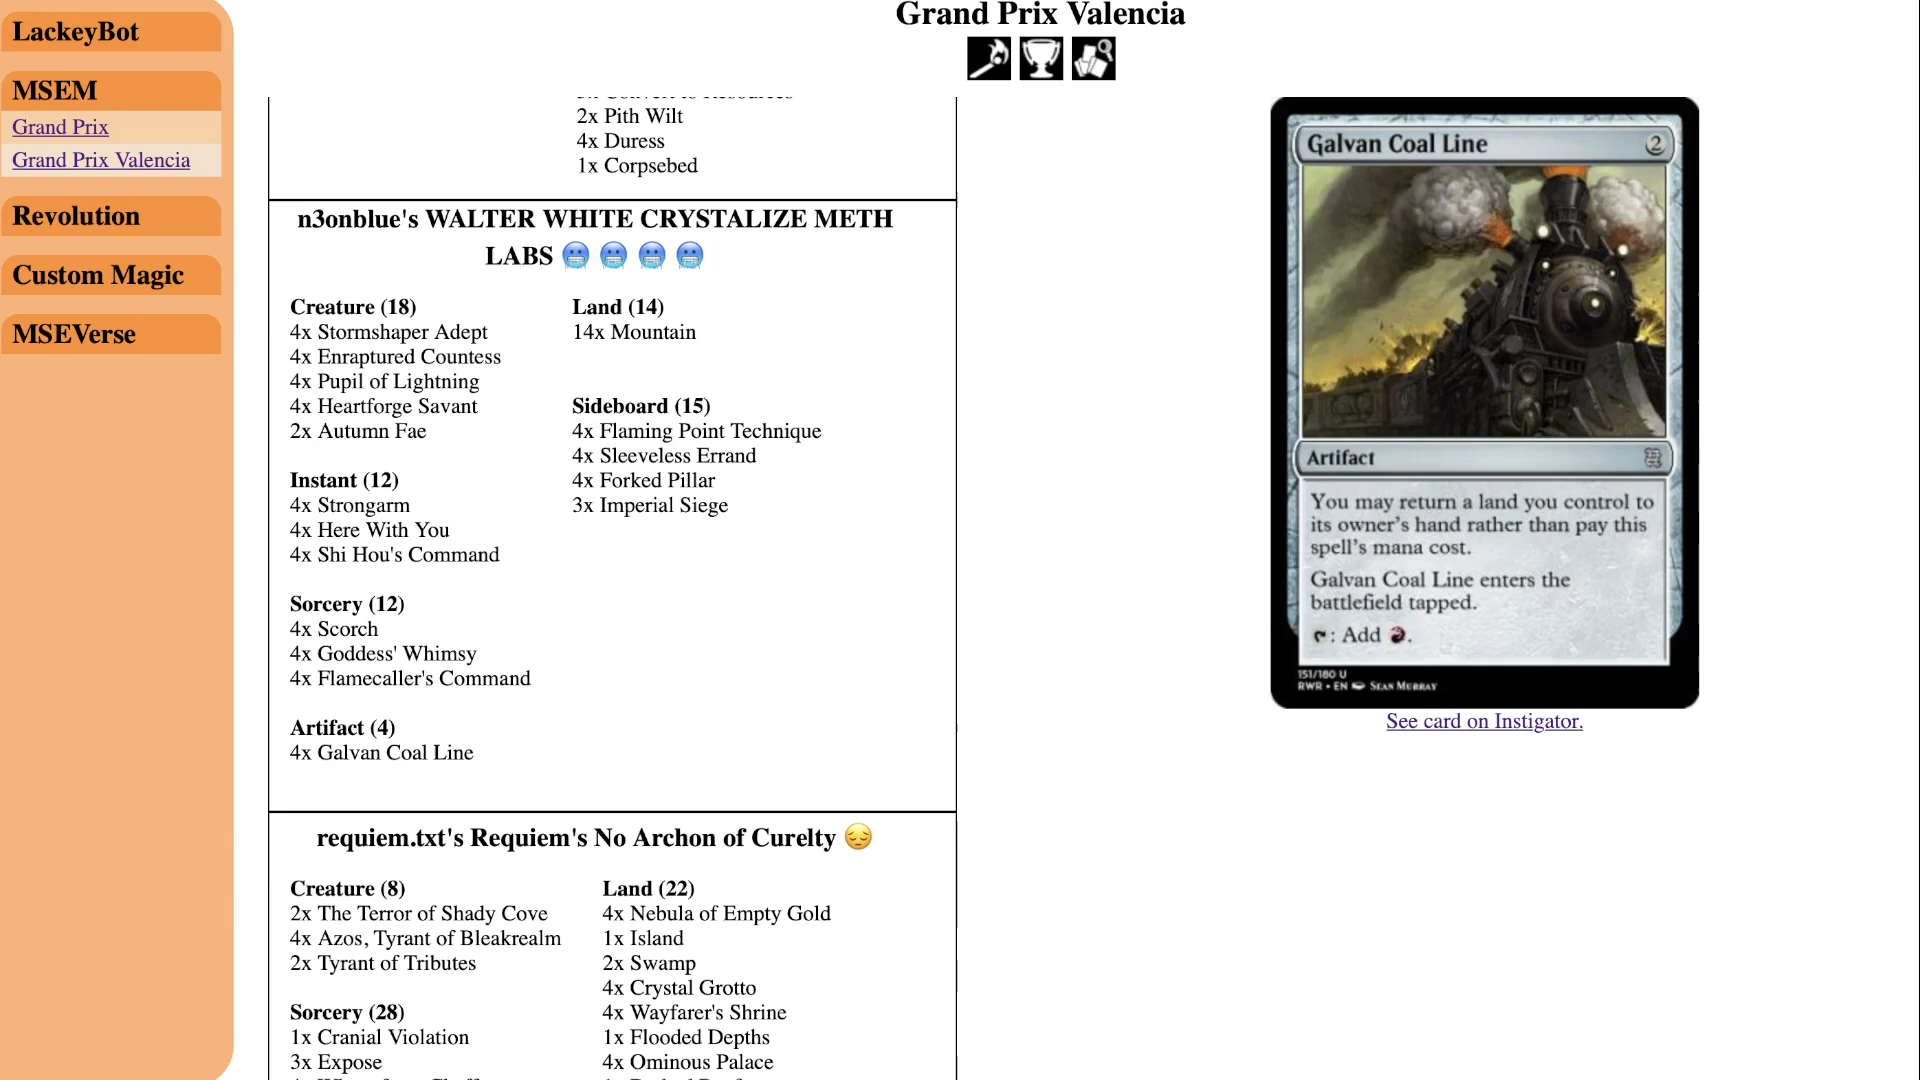 LackeyBot
MSEM
Grand Prix
Grand Prix Valencia
Revolution
Custom Magic
MSEVerse
Grand Prix Valencia
2x Pith Wilt
4x Duress
1x Corpsebed
n3onblue's WALTER WHITE CRYSTALIZE METH
LABS 🥶 🥶 🥶 🥶
Creature (18)
4x Stormshaper Adept
4x Enraptured Countess
4x Pupil of Lightning
4x Heartforge Savant
2x Autumn Fae
Instant (12)
4x Strongarm
4x Here With You
4x Shi Hou's Command
Sorcery (12)
4x Scorch
4x Goddess' Whimsy
4x Flamecaller's Command
Artifact (4)
4x Galvan Coal Line
Land (14)
14x Mountain
Sideboard (15)
4x Flaming Point Technique
4x Sleeveless Errand
4x Forked Pillar
3x Imperial Siege
requiem.txt's Requiem's No Archon of Curelty 😔
Creature (8)
2x The Terror of Shady Cove
4x Azos, Tyrant of Bleakrealm
2x Tyrant of Tributes
Sorcery (28)
1x Cranial Violation
3x Expose
Land (22)
4x Nebula of Empty Gold
1x Island
2x Swamp
4x Crystal Grotto
4x Wayfarer's Shrine
1x Flooded Depths
4x Ominous Palace
Galvan Coal Line 2
Artifact
You may return a land you control to
its owner's hand rather than pay this
spell's mana cost.
Galvan Coal Line enters the
battlefield tapped.
: Add .
151/180 U
RWR • EN Sean Murray
See card on Instigator.